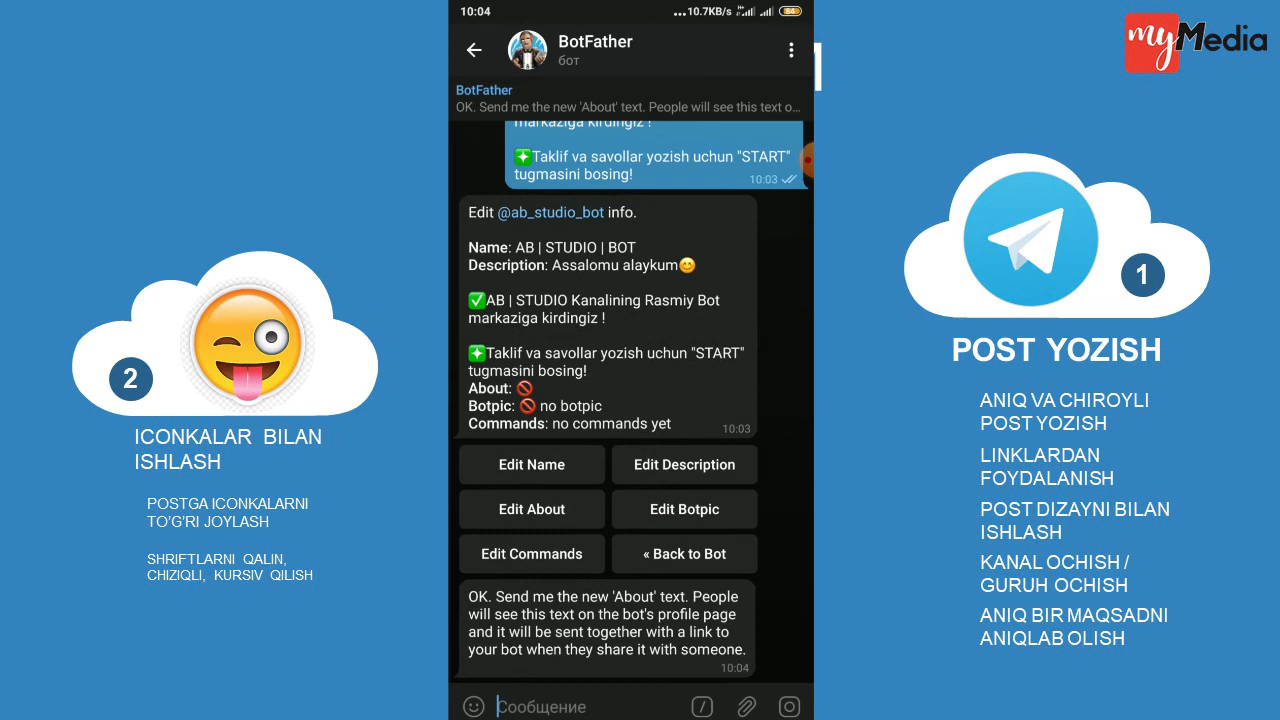 myMedia
2
ICONKALAR BILAN
ISHLASH
POSTGA ICONKALARNI
TO'G'RI JOYLASH
SHRIFTLARNI QALIN,
CHIZIQLI, KURSIV QILISH
10:04
...10.7KB/s
84
BotFather
бот
BotFather
OK. Send me the new 'About' text. People will see this text o...
markaziga kirdingiz !
Taklif va savollar yozish uchun "START"
tugmasini bosing!
10:03
Edit @ab_studio_bot info.
Name: AB | STUDIO | BOT
Description: Assalomu alaykum😊
✅AB | STUDIO Kanalining Rasmiy Bot
markaziga kirdingiz !
Taklif va savollar yozish uchun "START"
tugmasini bosing!
About: 🚫
Botpic: 🚫 no botpic
Commands: no commands yet
10:03
Edit Name
Edit Description
Edit About
Edit Botpic
Edit Commands
« Back to Bot
OK. Send me the new 'About' text. People
will see this text on the bot's profile page
and it will be sent together with a link to
your bot when they share it with someone.
10:04
Сообщение
1
POST YOZISH
ANIQ VA CHIROYLI
POST YOZISH
LINKLARDAN
FOYDALANISH
POST DIZAYNI BILAN
ISHLASH
KANAL OCHISH /
GURUH OCHISH
ANIQ BIR MAQSADNI
ANIQLAB OLISH